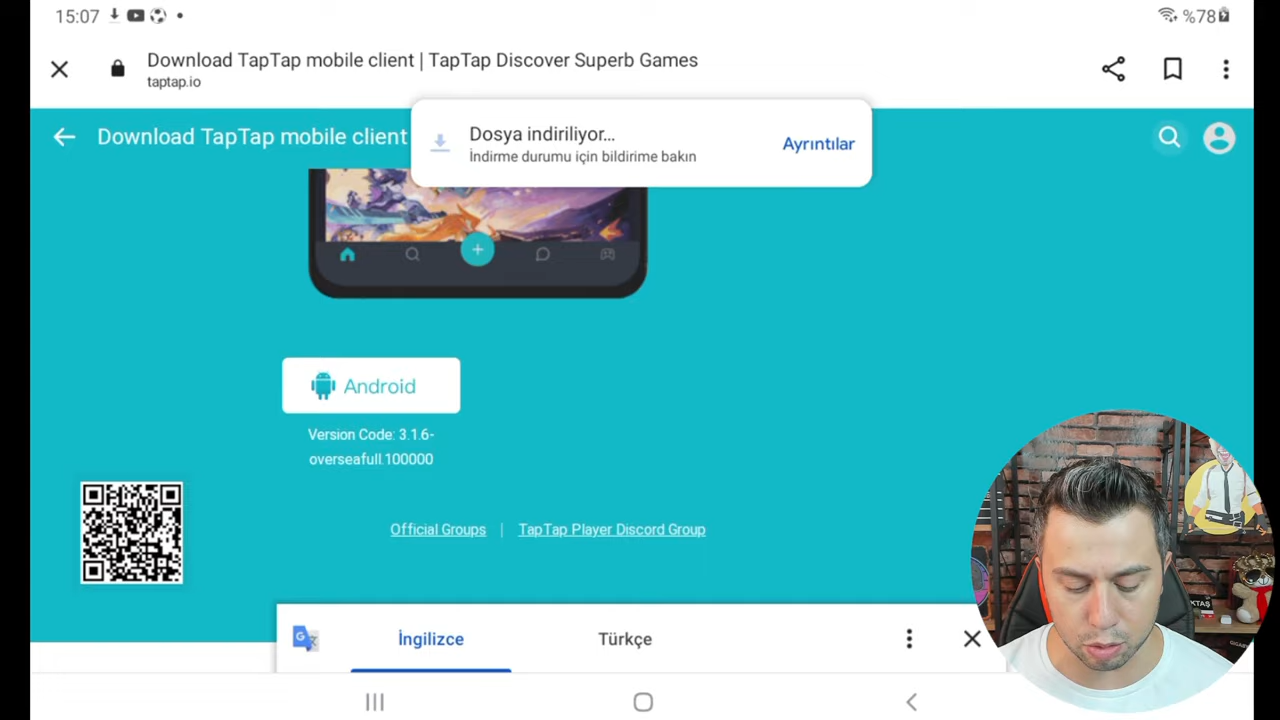 15:07
%78
Download TapTap mobile client | TapTap Discover Superb Games
taptap.io
Download TapTap mobile client
Dosya indiriliyor...
İndirme durumu için bildirime bakın
Ayrıntılar
Android
Version Code: 3.1.6-
overseafull.100000
Official Groups | TapTap Player Discord Group
İngilizce
Türkçe